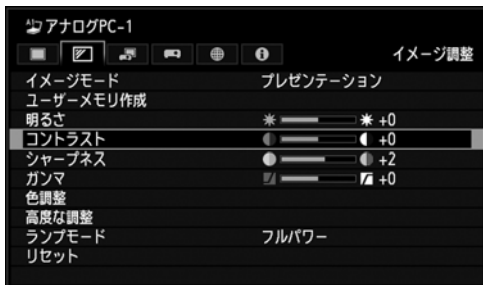 アナログPC-1
イメージ調整
イメージモード プレゼンテーション
ユーザーメモリ作成
明るさ +0
コントラスト +0
シャープネス +2
ガンマ +0
色調整
高度な調整
ランプモード フルパワー
リセット